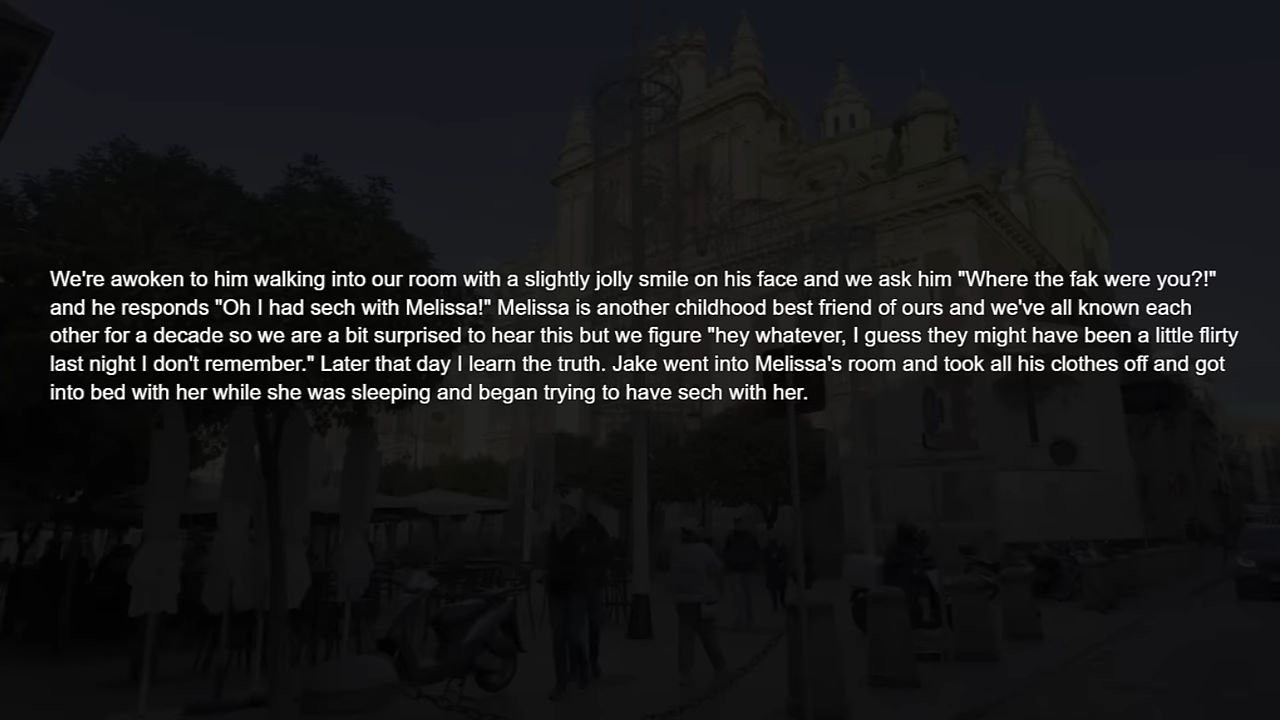 We're awoken to him walking into our room with a slightly jolly smile on his face and we ask him "Where the fak were you?!"
and he responds "Oh I had sech with Melissa!" Melissa is another childhood best friend of ours and we've all known each
other for a decade so we are a bit surprised to hear this but we figure "hey whatever, I guess they might have been a little flirty
last night I don't remember." Later that day I learn the truth. Jake went into Melissa's room and took all his clothes off and got
into bed with her while she was sleeping and began trying to have sech with her.